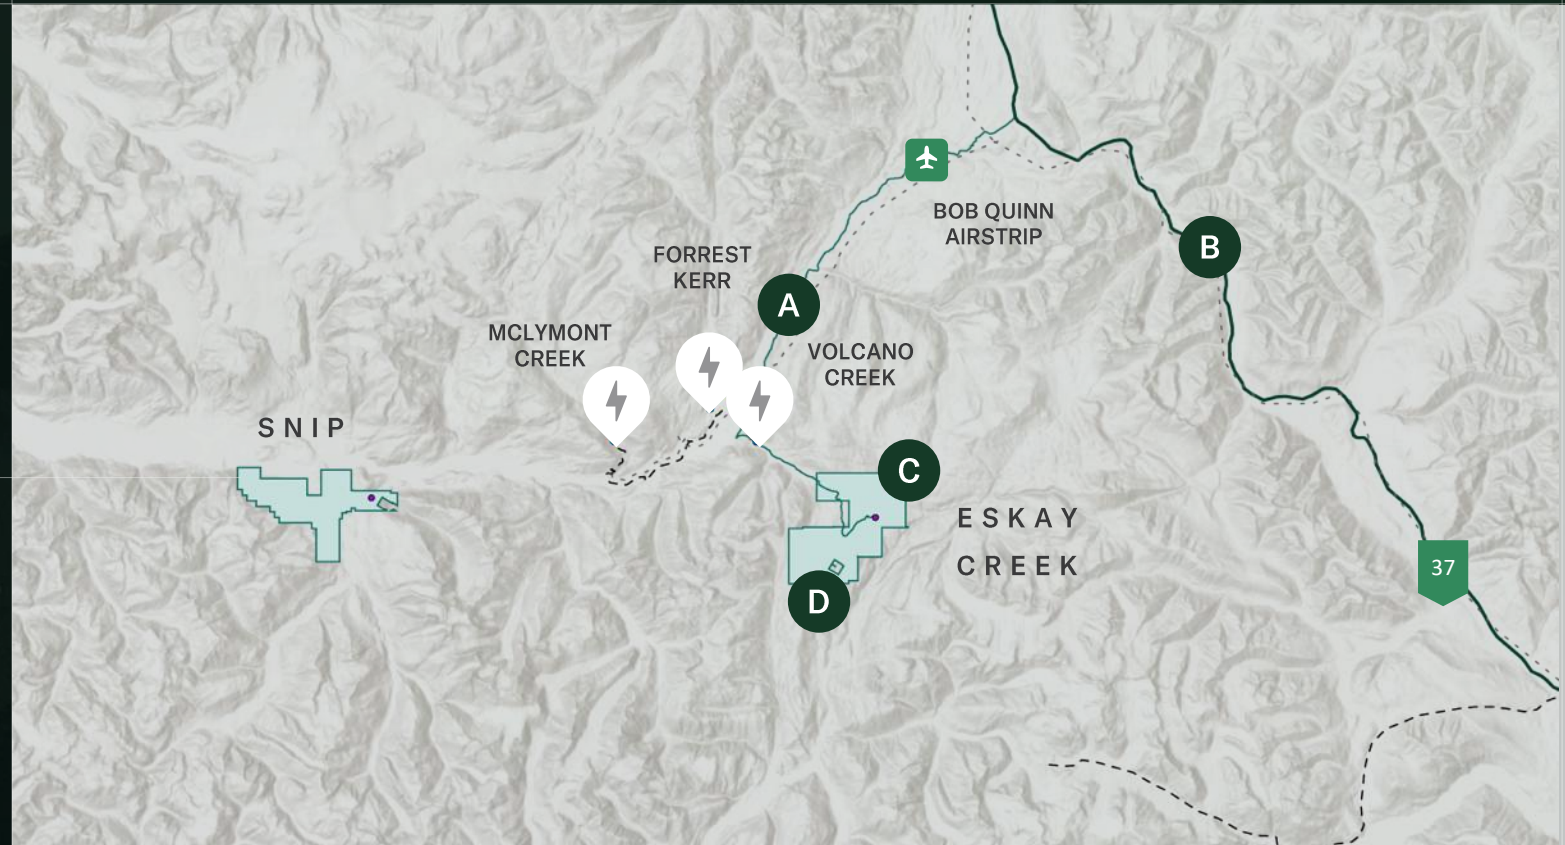 BOB QUINN
AIRSTRIP
FORREST
KERR
B
A
MCLYMONT
CREEK
VOLCANO
CREEK
SNIP
C
ESKAY
CREEK
37
D